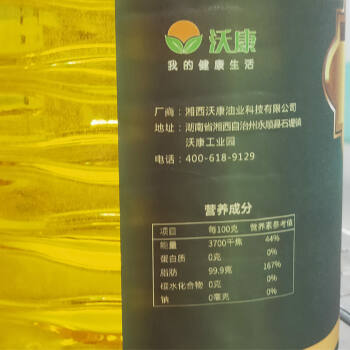 沃康
我的健康生活
厂商：湘西沃康油业科技有限公司
地址：湖南省湘西自治州永顺县石堤镇
沃康工业园
电话：400-618-9129
营养成分
项目 每100克 营养素参考值
能量 3700千焦 44%
蛋白质 0克 0%
脂肪 99.9克 167%
碳水化合物 0克 0%
钠 0毫克 0%